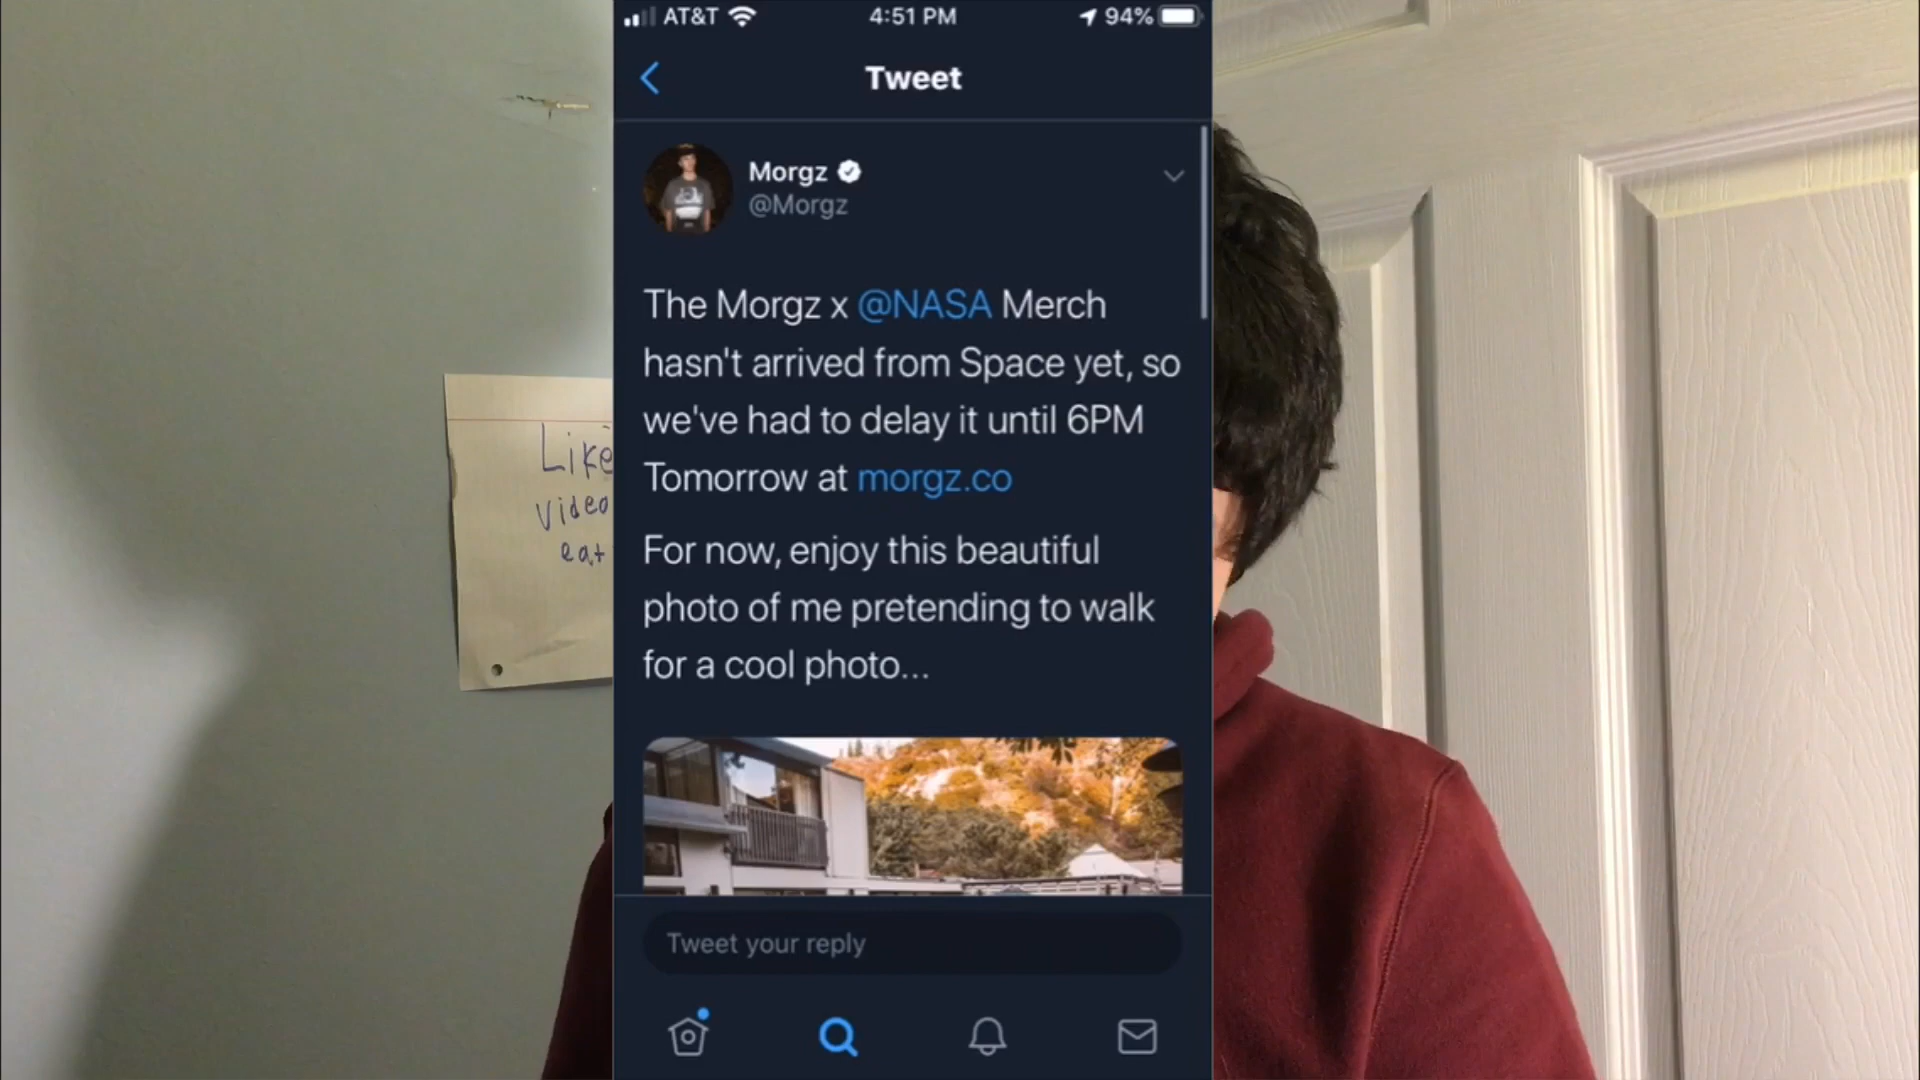 AT&T 4:51 PM 94%
Tweet
Morgz
@Morgz
The Morgz x @NASA Merch
hasn't arrived from Space yet, so
we've had to delay it until 6PM
Tomorrow at morgz.co
For now, enjoy this beautiful
photo of me pretending to walk
for a cool photo...
Tweet your reply
Like
video
eat